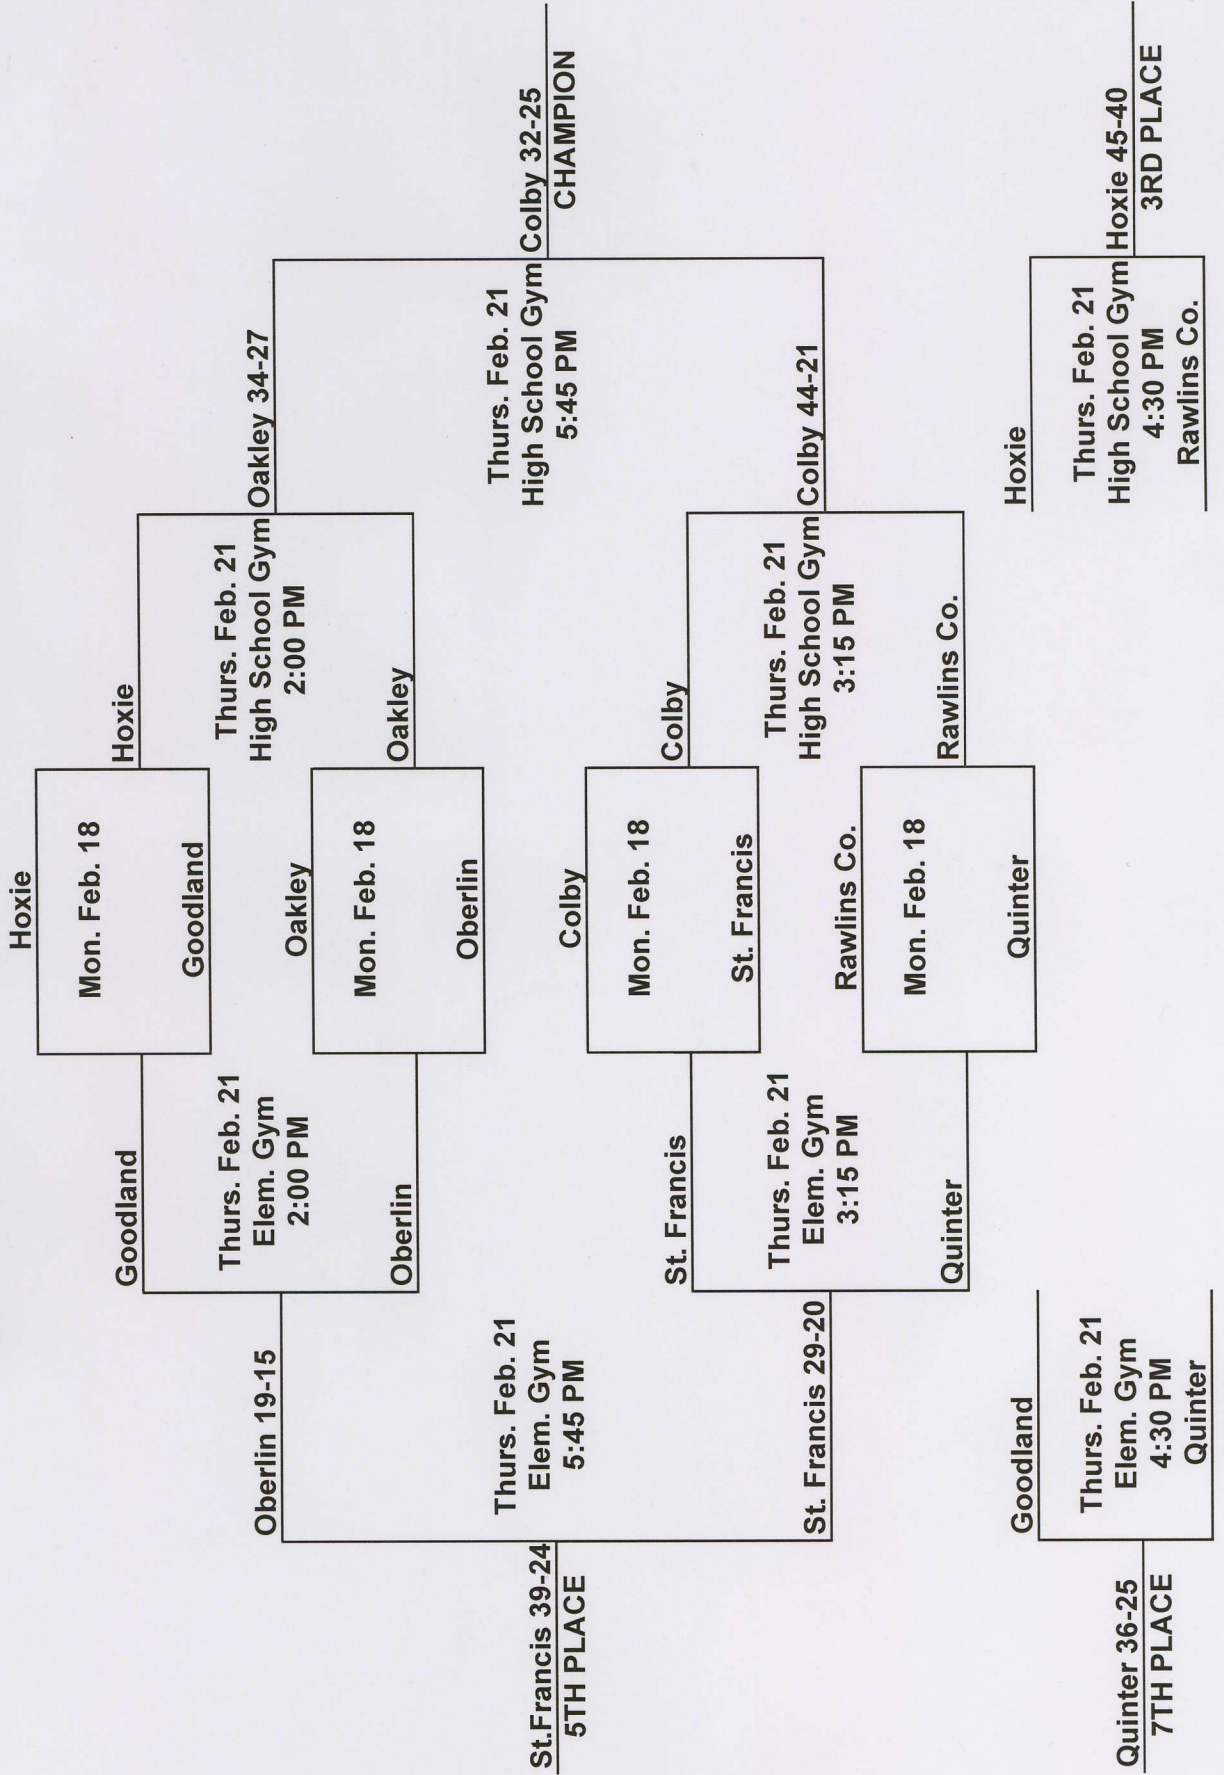 Hoxie
Mon. Feb. 18
Goodland
Oakley
Mon. Feb. 18
Oberlin
Colby
Mon. Feb. 18
St. Francis
Rawlins Co.
Mon. Feb. 18
Quinter
Hoxie
Thurs. Feb. 21
High School Gym
2:00 PM
Oakley
Oakley 34-27
Colby
Thurs. Feb. 21
High School Gym
3:15 PM
Rawlins Co.
Colby 44-21
Thurs. Feb. 21
High School Gym
5:45 PM
Colby 32-25
CHAMPION
Hoxie
Thurs. Feb. 21
High School Gym
4:30 PM
Rawlins Co.
Hoxie 45-40
3RD PLACE
Goodland
Thurs. Feb. 21
Elem. Gym
2:00 PM
Oberlin
Oberlin 19-15
St. Francis
Thurs. Feb. 21
Elem. Gym
3:15 PM
Quinter
St. Francis 29-20
Thurs. Feb. 21
Elem. Gym
5:45 PM
St.Francis 39-24
5TH PLACE
Goodland
Thurs. Feb. 21
Elem. Gym
4:30 PM
Quinter
Quinter 36-25
7TH PLACE